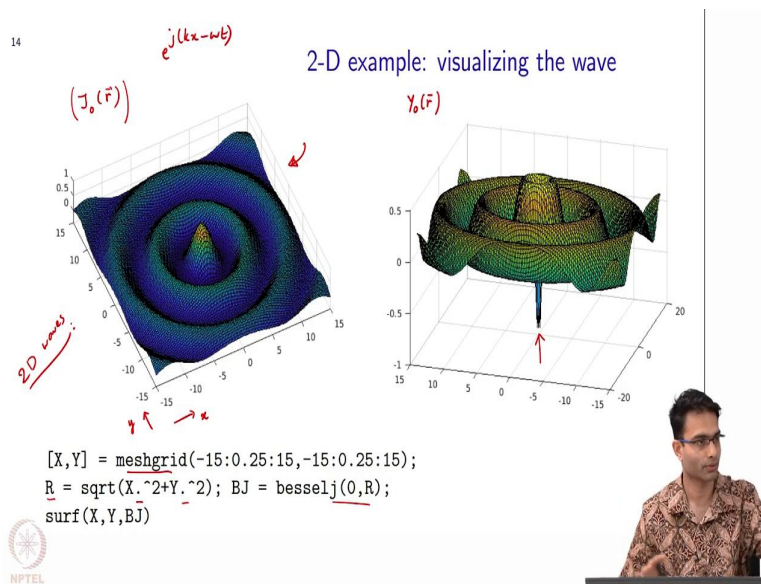 14
e^j(kx-wt)
2-D example: visualizing the wave
(J₀(r̄))
Y₀(r̄)
1
0.5
0
15
10
5
0
-5
-10
-15
-15
-10
-5
0
5
10
15
0.5
0
-0.5
-1
15
10
5
0
-5
-10
-15
-20
0
20
2D waves:
y
x
[X,Y] = meshgrid(-15:0.25:15,-15:0.25:15);
R = sqrt(X.^2+Y.^2); BJ = besselj(0,R);
surf(X,Y,BJ)
NPTEL